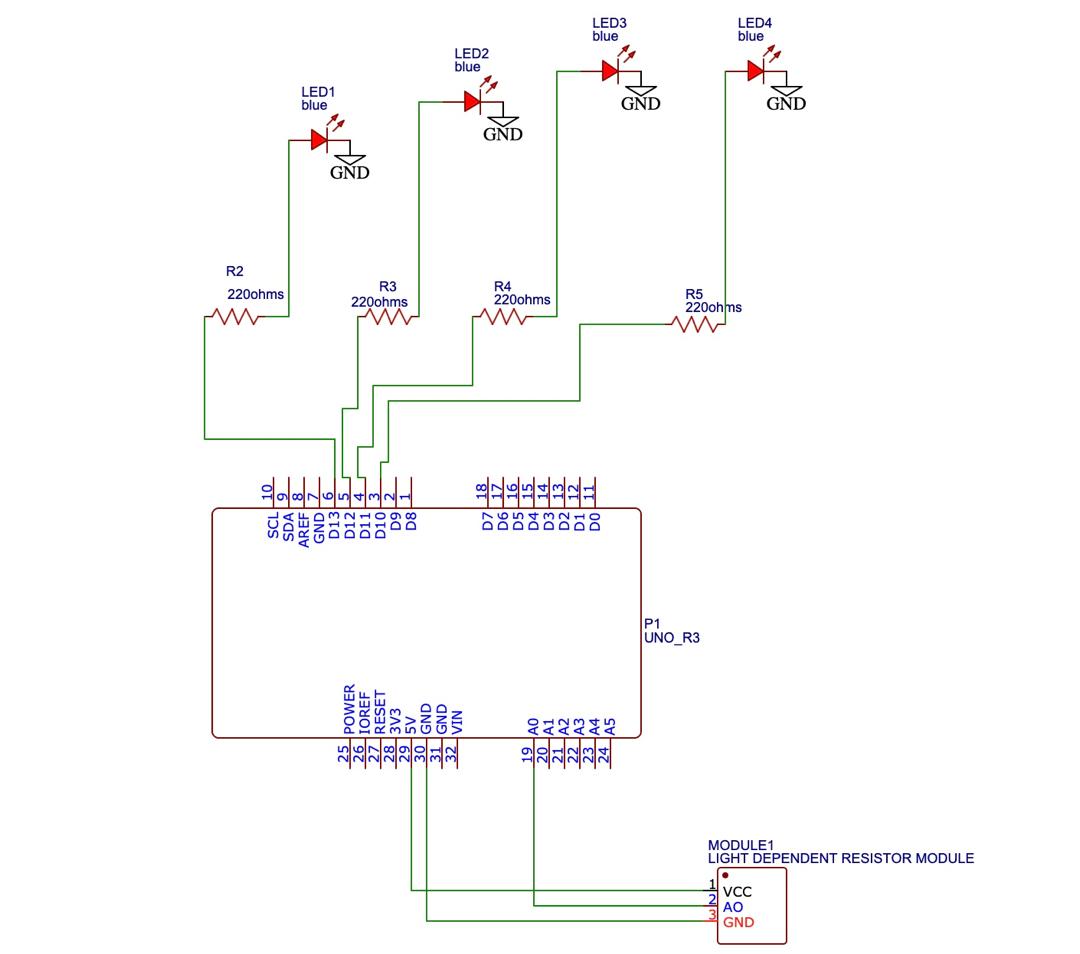 LED3
blue
LED4
blue
LED2
blue
LED1
blue
GND
GND
GND
GND
R2
220ohms
R3
220ohms
R4
220ohms
R5
220ohms
10
9
8
7
6
5
4
3
2
1
18
17
16
15
14
13
12
11
SCL
SDA
AREF
GND
D13
D12
D11
D10
D9
D8
D7
D6
D5
D4
D3
D2
D1
D0
P1
UNO_R3
POWER
IOREF
RESET
3V3
5V
GND
GND
VIN
A0
A1
A2
A3
A4
A5
25
26
27
28
29
30
31
32
19
20
21
22
23
24
MODULE1
LIGHT DEPENDENT RESISTOR MODULE
1 VCC
2 AO
3 GND